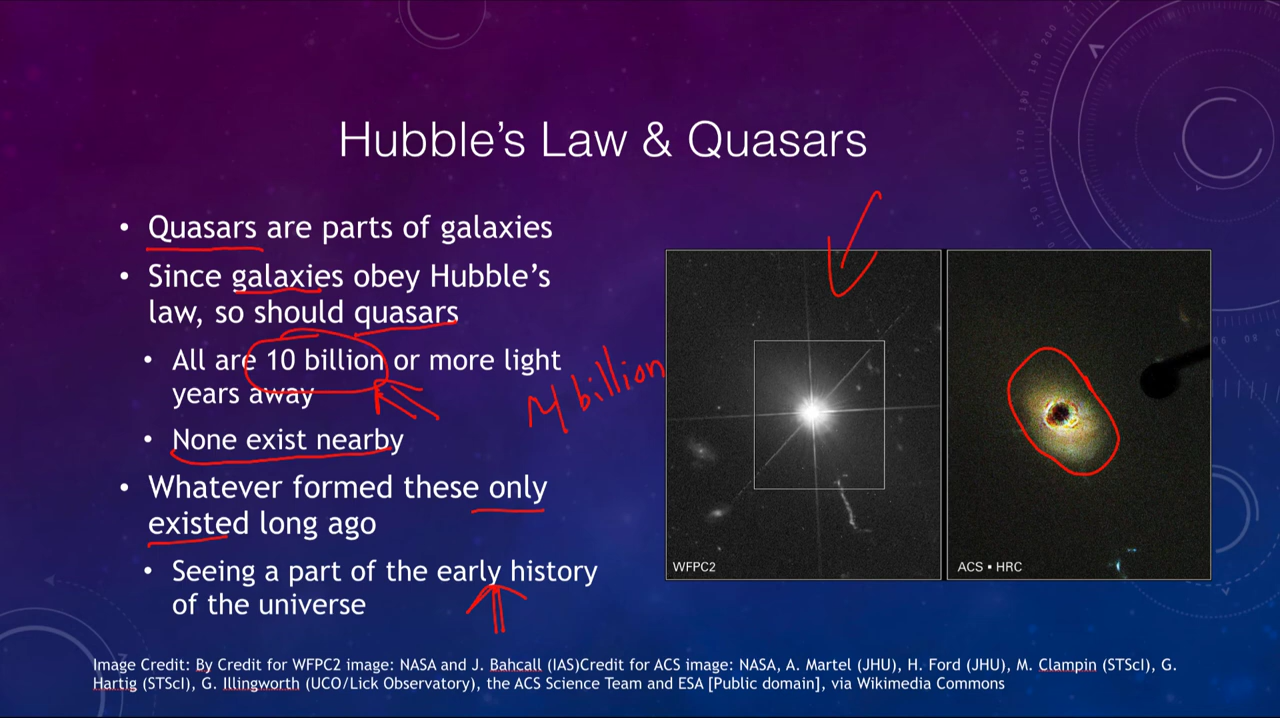 Hubble's Law & Quasars
• Quasars are parts of galaxies
• Since galaxies obey Hubble's
law, so should quasars
• All are 10 billion or more light
years away
• None exist nearby
• Whatever formed these only
existed long ago
• Seeing a part of the early history
of the universe
billion
WFPC2
ACS • HRC
Image Credit: By Credit for WFPC2 image: NASA and J. Bahcall (IAS)Credit for ACS image: NASA, A. Martel (JHU), H. Ford (JHU), M. Clampin (STScI), G.
Hartig (STScI), G. Illingworth (UCO/Lick Observatory), the ACS Science Team and ESA [Public domain], via Wikimedia Commons